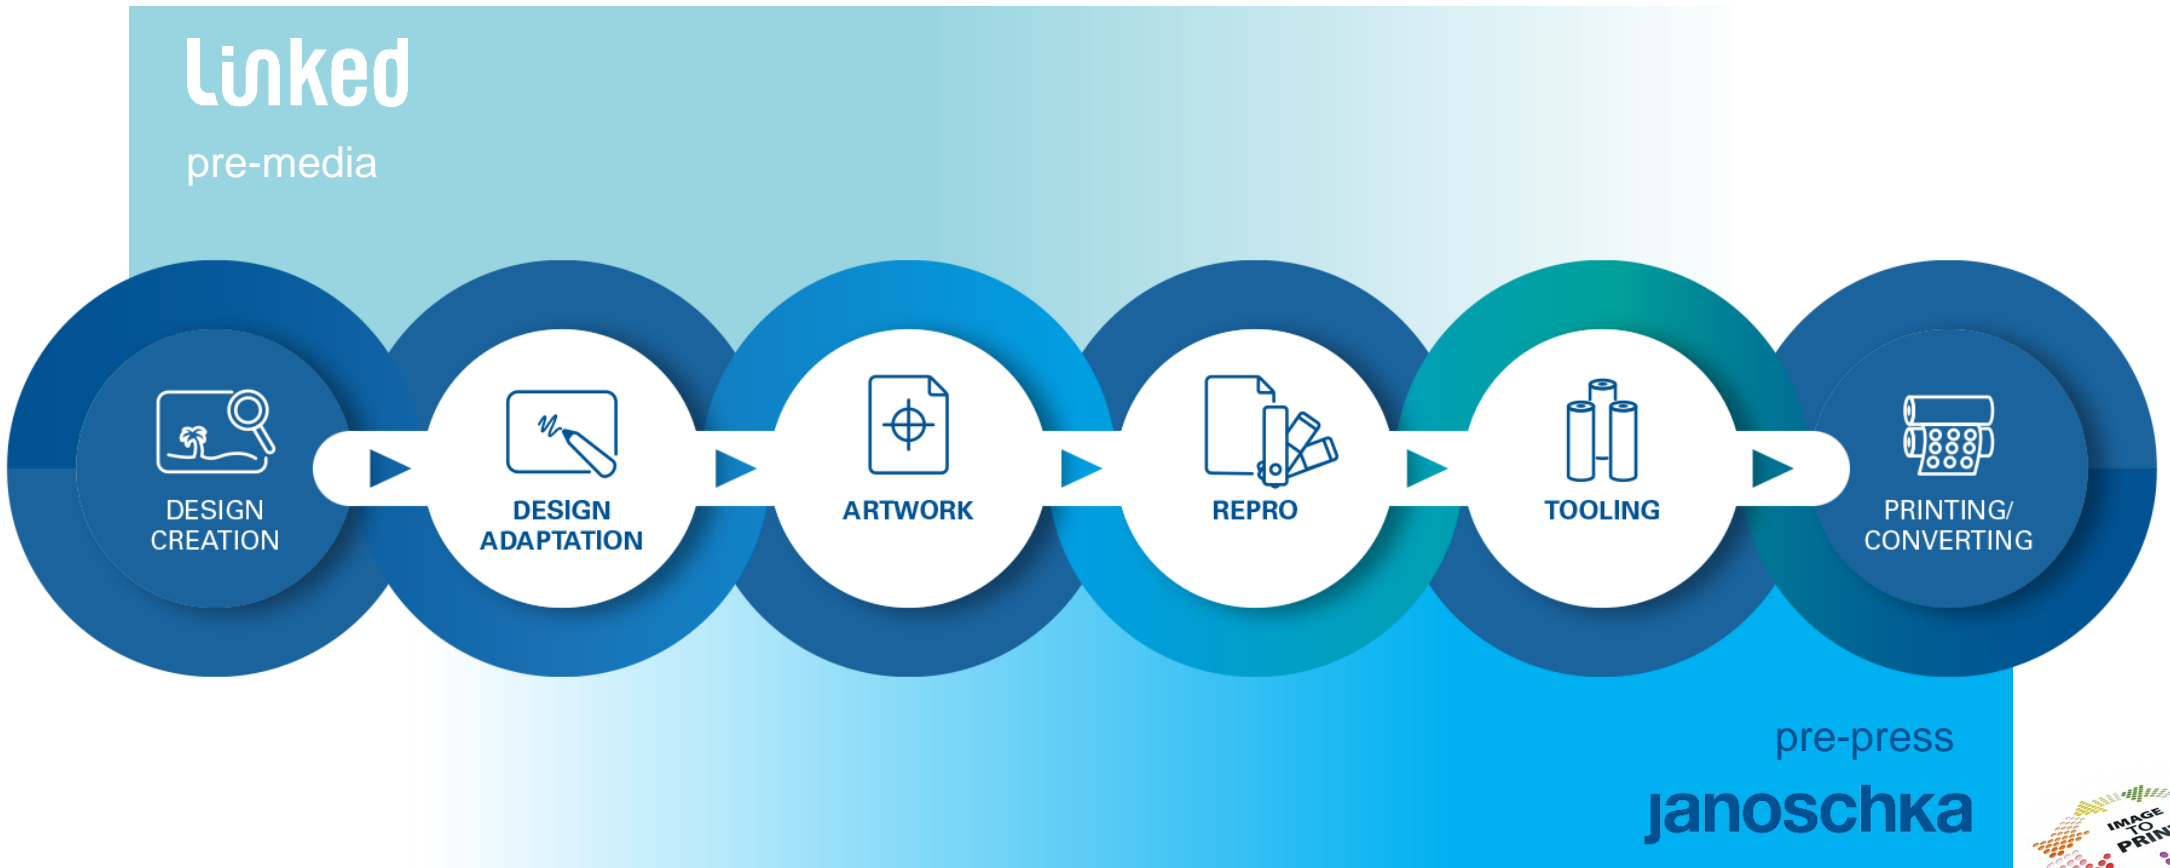 Linked
pre-media
DESIGN
CREATION
DESIGN
ADAPTATION
ARTWORK
REPRO
TOOLING
PRINTING/
CONVERTING
pre-press
janoschka
IMAGE
TO